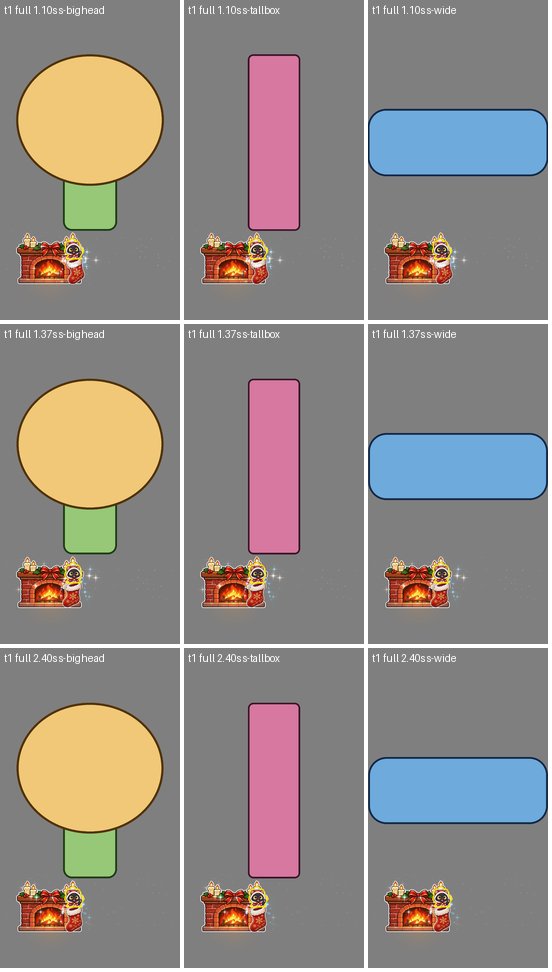 t1 full 1.10ss-bighead
t1 full 1.10ss-tallbox
t1 full 1.10ss-wide
t1 full 1.37ss-bighead
t1 full 1.37ss-tallbox
t1 full 1.37ss-wide
t1 full 2.40ss-bighead
t1 full 2.40ss-tallbox
t1 full 2.40ss-wide